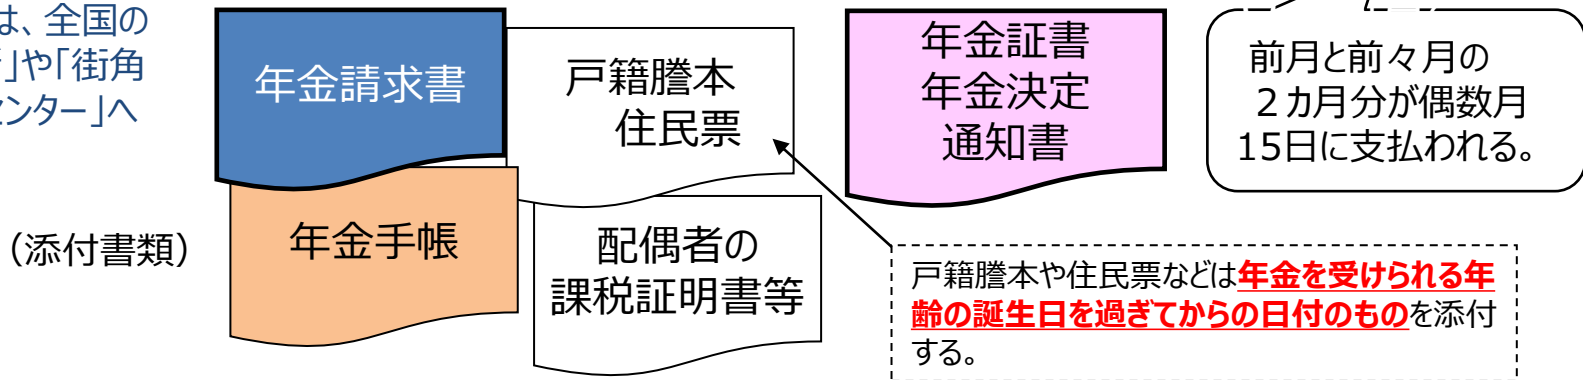 は、全国の
」や「街角
センター」へ
年金請求書
戸籍謄本
住民票
年金証書
年金決定
通知書
前月と前々月の
２カ月分が偶数月
15日に支払われる。
（添付書類）
年金手帳
配偶者の
課税証明書等
戸籍謄本や住民票などは年金を受けられる年
齢の誕生日を過ぎてからの日付のものを添付
する。